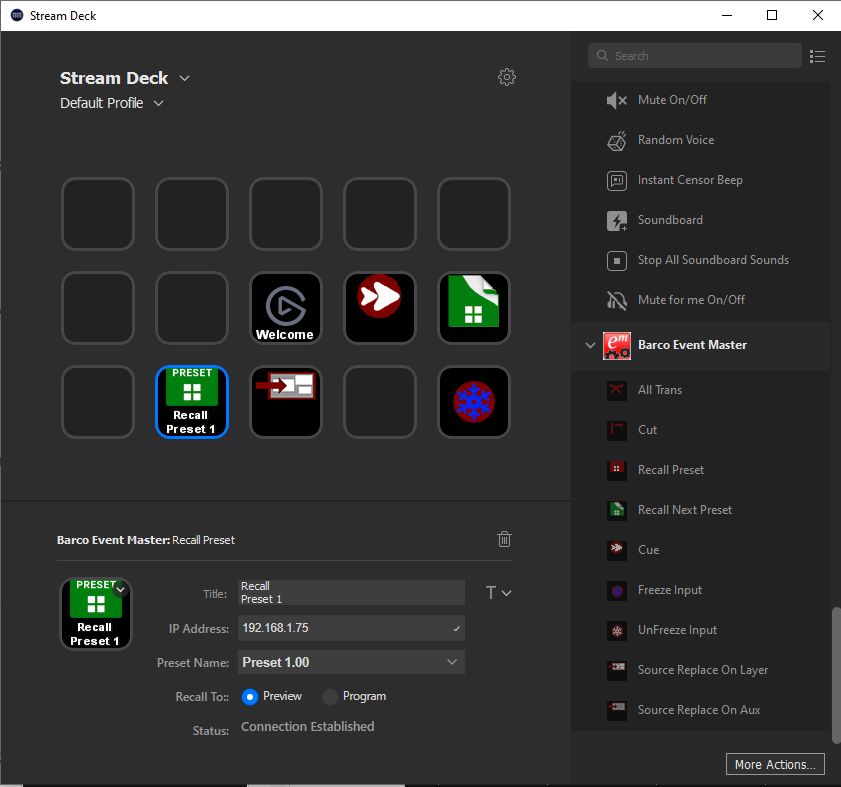 Stream Deck
Stream Deck
Default Profile
Welcome
PRESET
Recall
Preset 1
Barco Event Master: Recall Preset
PRESET
Recall
Preset 1
Title:
Recall
Preset 1
T
IP Address:
192.168.1.75
Preset Name:
Preset 1.00
Recall To::
Preview
Program
Status:
Connection Established
Search
Mute On/Off
Random Voice
Instant Censor Beep
Soundboard
Stop All Soundboard Sounds
Mute for me On/Off
em
Barco Event Master
All Trans
Cut
Recall Preset
Recall Next Preset
Cue
Freeze Input
UnFreeze Input
Source Replace On Layer
Source Replace On Aux
More Actions...